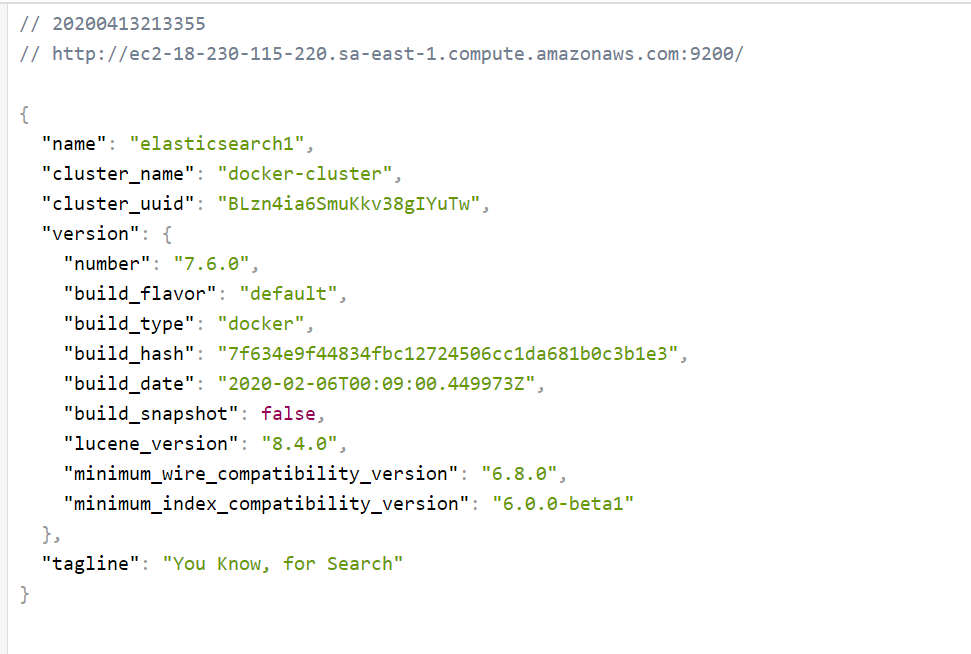 // 20200413213355
// http://ec2-18-230-115-220.sa-east-1.compute.amazonaws.com:9200/
{
"name": "elasticsearch1",
"cluster_name": "docker-cluster",
"cluster_uuid": "BLzn4ia6SmuKkv38gIYuTw",
"version": {
"number": "7.6.0",
"build_flavor": "default",
"build_type": "docker",
"build_hash": "7f634e9f44834fbc12724506cc1da681b0c3b1e3",
"build_date": "2020-02-06T00:09:00.449973Z",
"build_snapshot": false,
"lucene_version": "8.4.0",
"minimum_wire_compatibility_version": "6.8.0",
"minimum_index_compatibility_version": "6.0.0-beta1"
},
"tagline": "You Know, for Search"
}